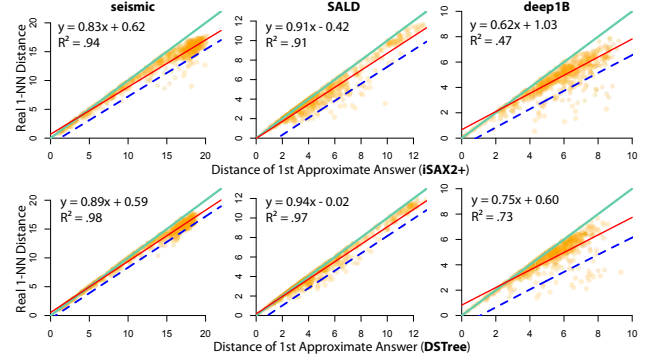 seismic SALD deep1B
y = 0.83x + 0.62
R² = .94
y = 0.91x - 0.42
R² = .91
y = 0.62x + 1.03
R² = .47
Real 1-NN Distance
0 5 10 15 20
0 2 4 6 8 10 12
0 2 4 6 8 10
0 5 10 15 20
0 2 4 6 8 10 12
0 2 4 6 8 10
Distance of 1st Approximate Answer (iSAX2+)
y = 0.89x + 0.59
R² = .98
y = 0.94x - 0.02
R² = .97
y = 0.75x + 0.60
R² = .73
Real 1-NN Distance
0 5 10 15 20
0 2 4 6 8 10 12
0 2 4 6 8 10
0 5 10 15 20
0 2 4 6 8 10 12
0 2 4 6 8 10
Distance of 1st Approximate Answer (DSTree)